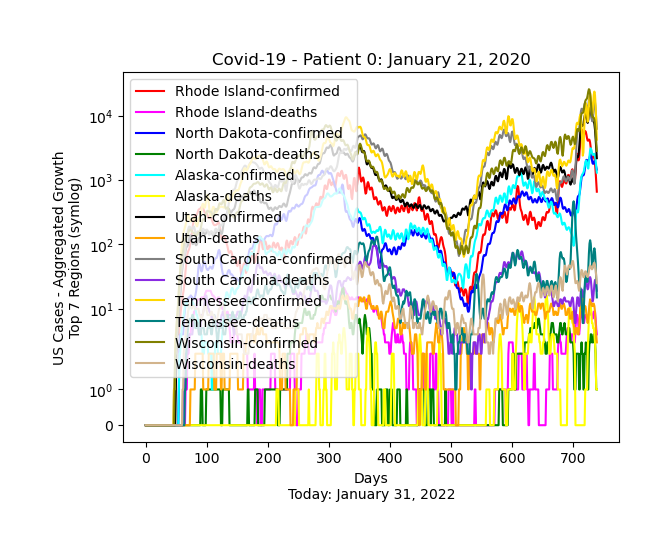 Covid-19 - Patient 0: January 21, 2020
US Cases - Aggregated Growth
Top 7 Regions (symlog)
10^4
10^3
10^2
10^1
10^0
0
Rhode Island-confirmed
Rhode Island-deaths
North Dakota-confirmed
North Dakota-deaths
Alaska-confirmed
Alaska-deaths
Utah-confirmed
Utah-deaths
South Carolina-confirmed
South Carolina-deaths
Tennessee-confirmed
Tennessee-deaths
Wisconsin-confirmed
Wisconsin-deaths
0 100 200 300 400 500 600 700
Days
Today: January 31, 2022